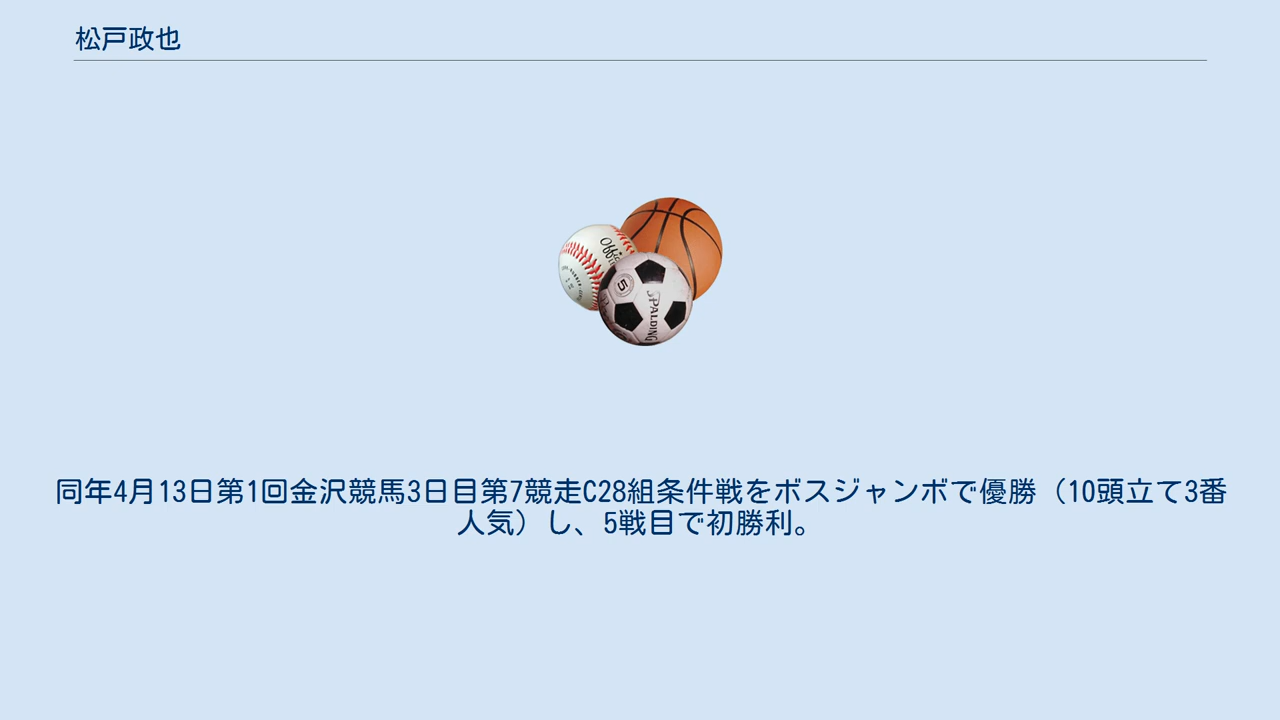 松戸政也
Offic
5
SPALDING
同年4月13日第1回金沢競馬3日目第7競走C28組条件戦をボスジャンボで優勝（10頭立て3番
人気）し、5戦目で初勝利。